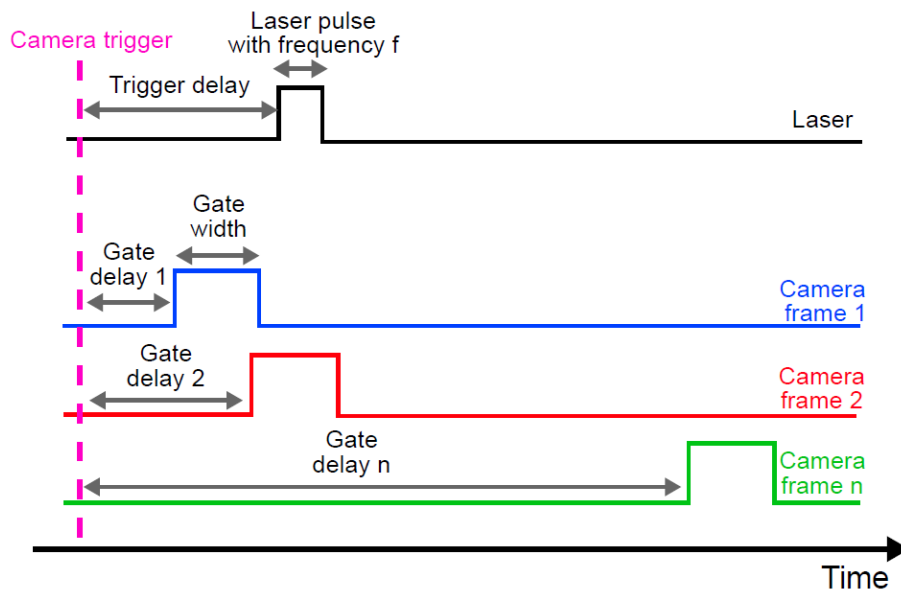 Laser pulse
with frequency f
Camera trigger
Trigger delay
Laser
Gate
width
Gate
delay 1
Camera
frame 1
Gate
delay 2
Camera
frame 2
Gate
delay n
Camera
frame n
Time